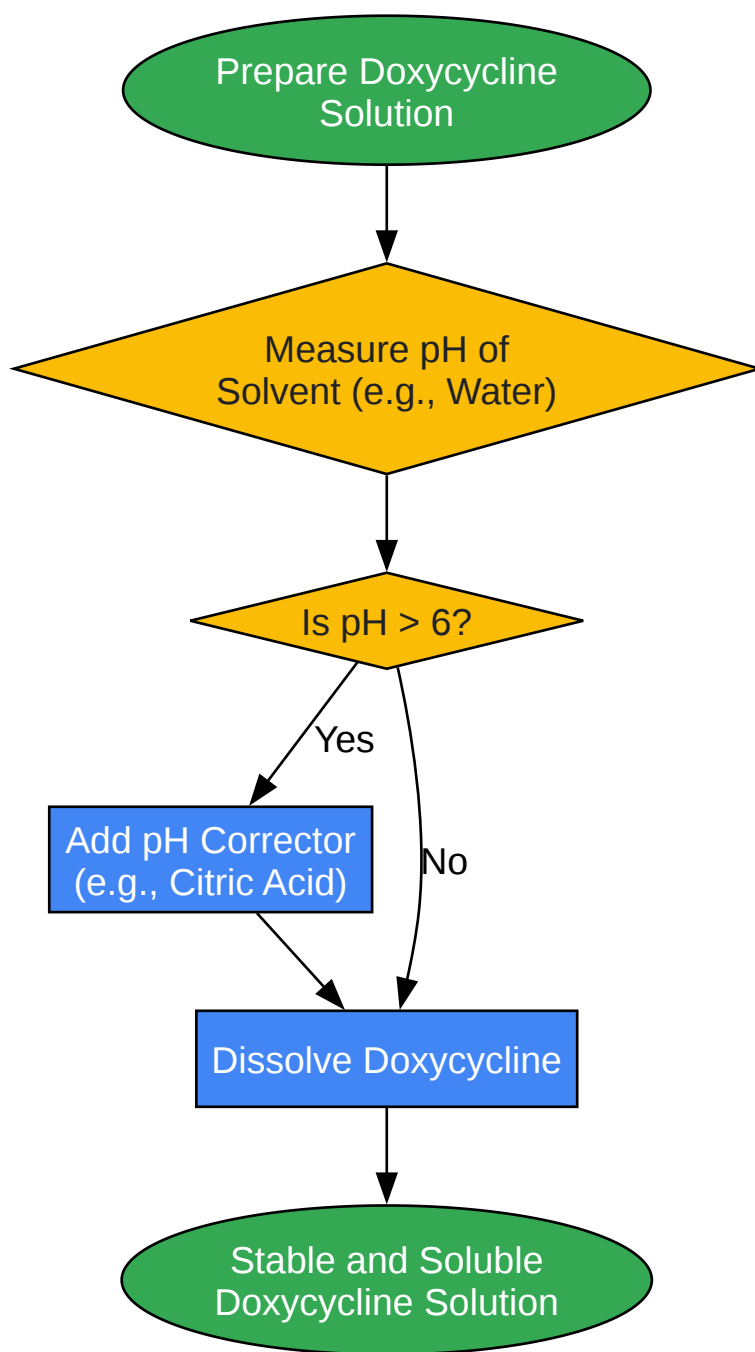 Prepare Doxycycline
Solution
Measure pH of
Solvent (e.g., Water)
Is pH > 6?
Yes
Add pH Corrector
(e.g., Citric Acid)
No
Dissolve Doxycycline
Stable and Soluble
Doxycycline Solution